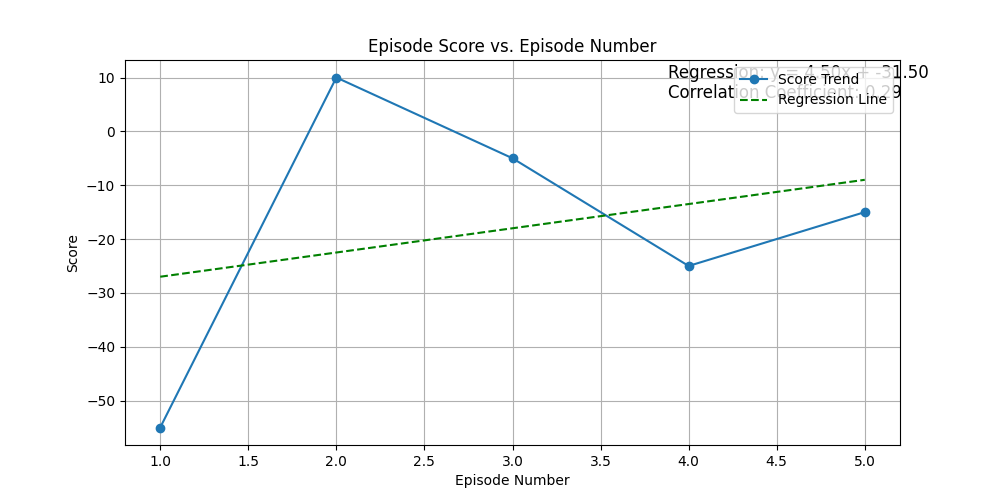 Episode Score vs. Episode Number
Regression: y = 4.50x + -31.50
Correlation Coefficient: 0.29
Score Trend
Regression Line
10
0
−10
−20
−30
−40
−50
Score
1.0 1.5 2.0 2.5 3.0 3.5 4.0 4.5 5.0
Episode Number